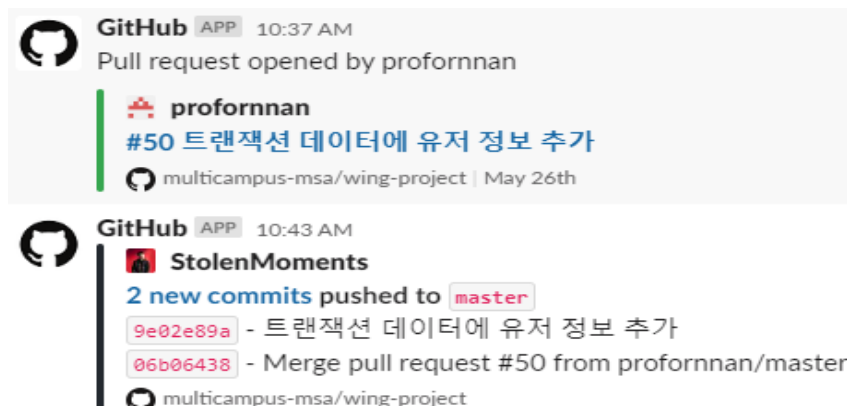 GitHub APP 10:37 AM
Pull request opened by profornnan
profornnan
#50 트랜잭션 데이터에 유저 정보 추가
multicampus-msa/wing-project | May 26th
GitHub APP 10:43 AM
StolenMoments
2 new commits pushed to master
9e02e89a - 트랜잭션 데이터에 유저 정보 추가
06b06438 - Merge pull request #50 from profornnan/master
multicampus-msa/wing-project